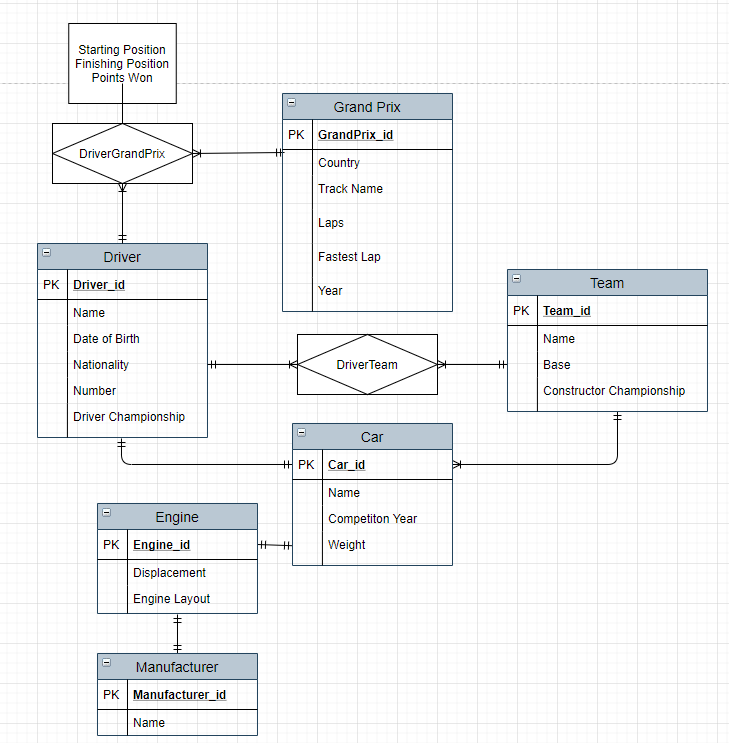 Starting Position
Finishing Position
Points Won
DriverGrandPrix
Grand Prix
PK GrandPrix_id
Country
Track Name
Laps
Fastest Lap
Year
Driver
PK Driver_id
Name
Date of Birth
Nationality
Number
Driver Championship
Team
PK Team_id
Name
Base
Constructor Championship
DriverTeam
Car
PK Car_id
Name
Competiton Year
Weight
Engine
PK Engine_id
Displacement
Engine Layout
Manufacturer
PK Manufacturer_id
Name